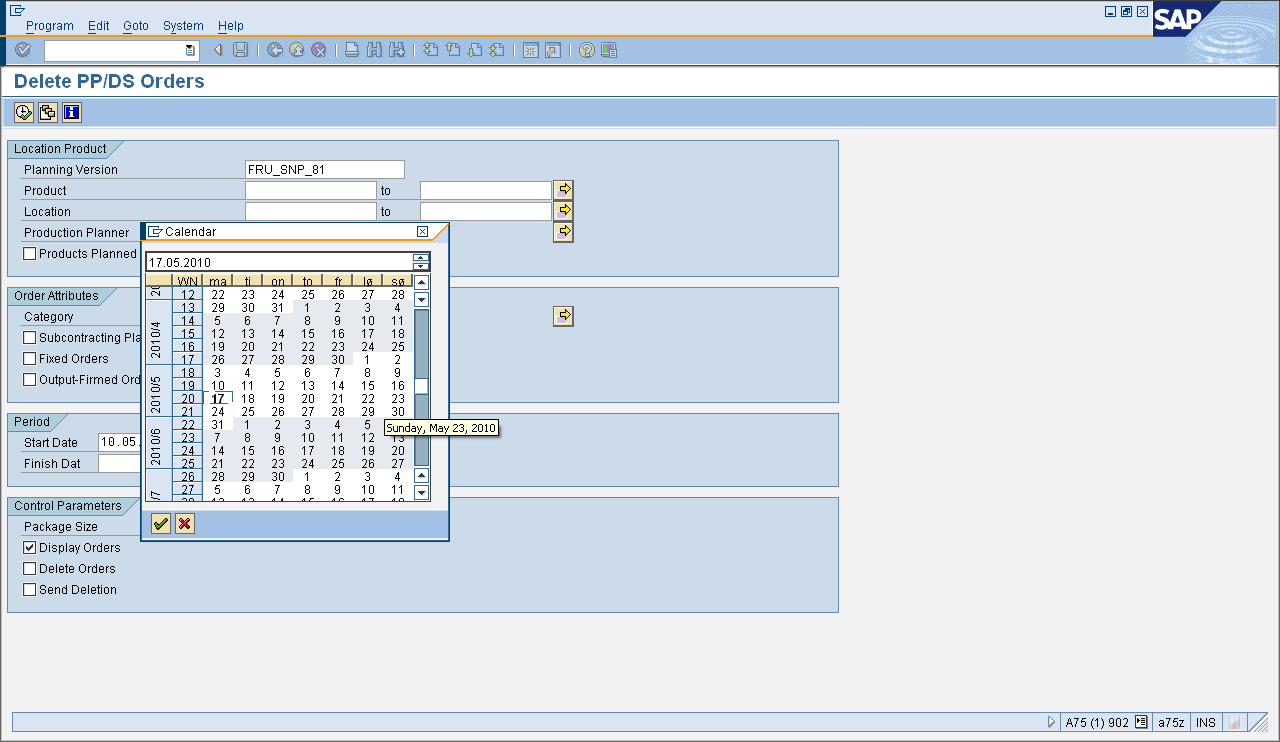 Program Edit Goto System Help
SAP
Delete PP/DS Orders
Location Product
Planning Version FRU_SNP_81
Product to
Location to
Production Planner
Products Planned
Order Attributes
Category
Subcontracting Pla
Fixed Orders
Output-Firmed Ord
Period
Start Date 10.05.
Finish Dat
Control Parameters
Package Size
Display Orders
Delete Orders
Send Deletion
Calendar
17.05.2010
WN ma ti on to fr lø sø
12 22 23 24 25 26 27 28
13 29 30 31 1 2 3 4
2010/4
14 5 6 7 8 9 10 11
15 12 13 14 15 16 17 18
16 19 20 21 22 23 24 25
17 26 27 28 29 30 1 2
2010/5
18 3 4 5 6 7 8 9
19 10 11 12 13 14 15 16
20 17 18 19 20 21 22 23
21 24 25 26 27 28 29 30
2010/6
22 31 1 2 3 4 5
Sunday, May 23, 2010
23 7 8 9 10 11 12 13
24 14 15 16 17 18 19 20
25 21 22 23 24 25 26 27
26 28 29 30 1 2 3 4
/7
27 5 6 7 8 9 10 11
A75 (1) 902 a75z INS